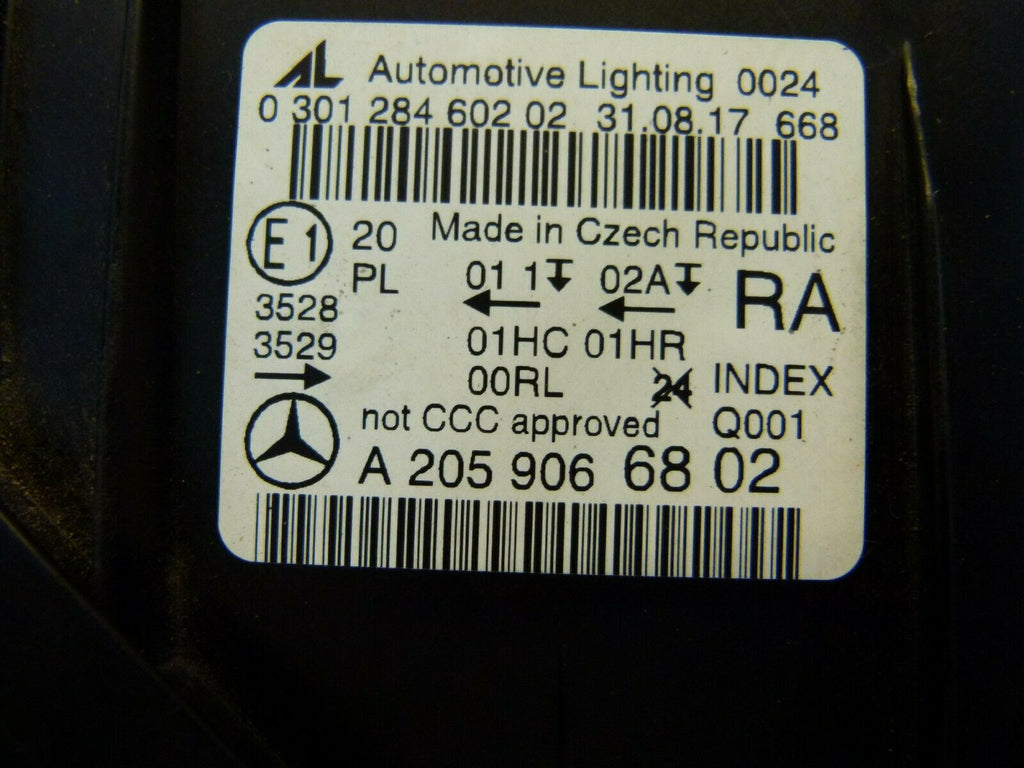 AL Automotive Lighting 0024
0 301 284 602 02 31.08.17 668
E1 20 Made in Czech Republic
PL 01 1 02A RA
3528
3529 01HC 01HR
00RL 24 INDEX
not CCC approved Q001
A 205 906 68 02